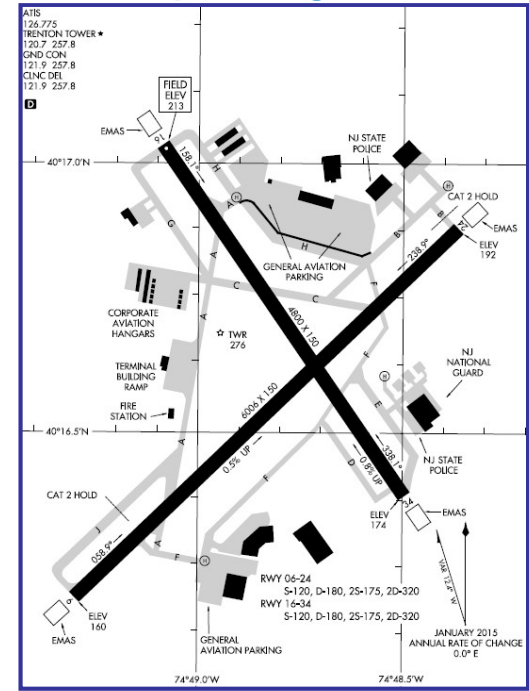 ATIS
126.775
TRENTON TOWER ★
120.7 257.8
GND CON
121.9 257.8
CLNC DEL
121.9 257.8
D
FIELD
ELEV
213
EMAS
16
158.1°
40°17.0'N
NJ STATE
POLICE
H
CAT 2 HOLD
24
EMAS
ELEV
192
238.9°
H
A
H
H
B
B
G
A
GENERAL AVIATION
PARKING
F
C
C
CORPORATE
AVIATION
HANGARS
4800 X 150
A
TWR
276
TERMINAL
BUILDING
RAMP
F
NJ
NATIONAL
GUARD
H
E
FIRE
STATION
6006 X 150
40°16.5'N
A
0.5% UP
338.1°
0.8% UP
D
NJ STATE
POLICE
CAT 2 HOLD
F
34
ELEV
174
EMAS
J
058.9°
A
F
H
RWY 06-24
S-120, D-180, 2S-175, 2D-320
RWY 16-34
S-120, D-180, 2S-175, 2D-320
VAR 12.4° W
6
ELEV
160
EMAS
GENERAL
AVIATION PARKING
JANUARY 2015
ANNUAL RATE OF CHANGE
0.0° E
74°49.0'W
74°48.5'W